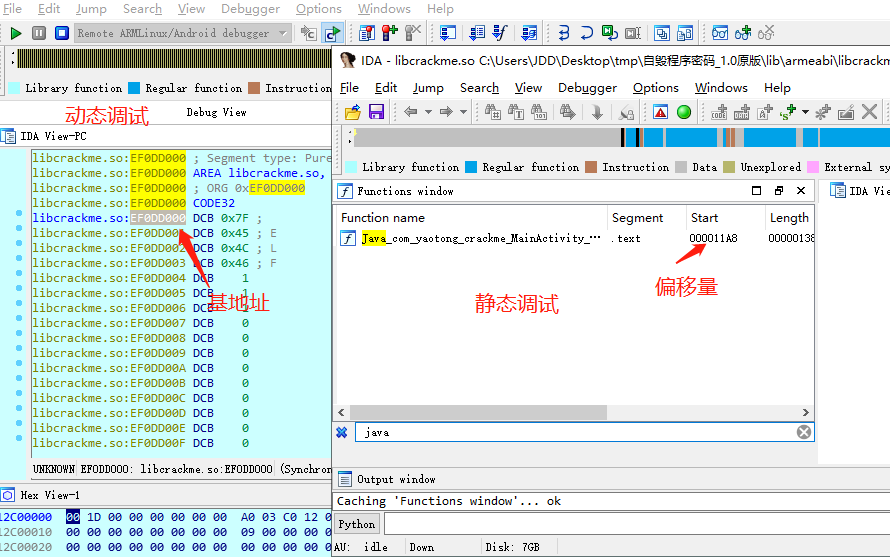 File Edit Jump Search View Debugger Options Windows Help
Remote ARMLinux/Android debugger
Library function Regular function Instruction
动态调试
Debug View
IDA View-PC
libcrackme.so:EF0DD000 ; Segment type: Pure
libcrackme.so:EF0DD000 AREA libcrackme.so,
libcrackme.so:EF0DD000 ; ORG 0xEF0DD000
libcrackme.so:EF0DD000 CODE32
libcrackme.so:EF0DD000 DCB 0x7F ;
libcrackme.so:EF0DD001 DCB 0x45 ; E
libcrackme.so:EF0DD002 DCB 0x4C ; L
libcrackme.so:EF0DD003 DCB 0x46 ; F
libcrackme.so:EF0DD004 DCB 1
libcrackme.so:EF0DD005 DCB 1
libcrackme.so:EF0DD006 DCB
libcrackme.so:EF0DD007 DCB 0
libcrackme.so:EF0DD008 DCB 0
libcrackme.so:EF0DD009 DCB 0
libcrackme.so:EF0DD00A DCB 0
libcrackme.so:EF0DD00B DCB 0
libcrackme.so:EF0DD00C DCB 0
libcrackme.so:EF0DD00D DCB 0
libcrackme.so:EF0DD00E DCB 0
libcrackme.so:EF0DD00F DCB 0
基地址
UNKNOWN EF0DD000: libcrackme.so:EF0DD000 (Synchron
Hex View-1
12C00000 00 1D 00 00 00 00 00 00 A0 03 C0 12 0
12C00010 00 00 00 00 00 00 00 00 09 00 00 00 0
12C00020 00 00 00 00 00 00 00 00 00 00 00 00 0
IDA - libcrackme.so C:\Users\JDD\Desktop\tmp\自毁程序密码_1.0原版\lib\armeabi\libcrackme
File Edit Jump Search View Debugger Options Windows Help
Library function Regular function Instruction Data Unexplored External sy
Functions window
IDA View
Function name Segment Start Length
Java_com_yaotong_crackme_MainActivity_… .text 000011A8 00000138
偏移量
静态调试
java
Output window
Caching 'Functions window'... ok
Python
AU: idle Down Disk: 7GB